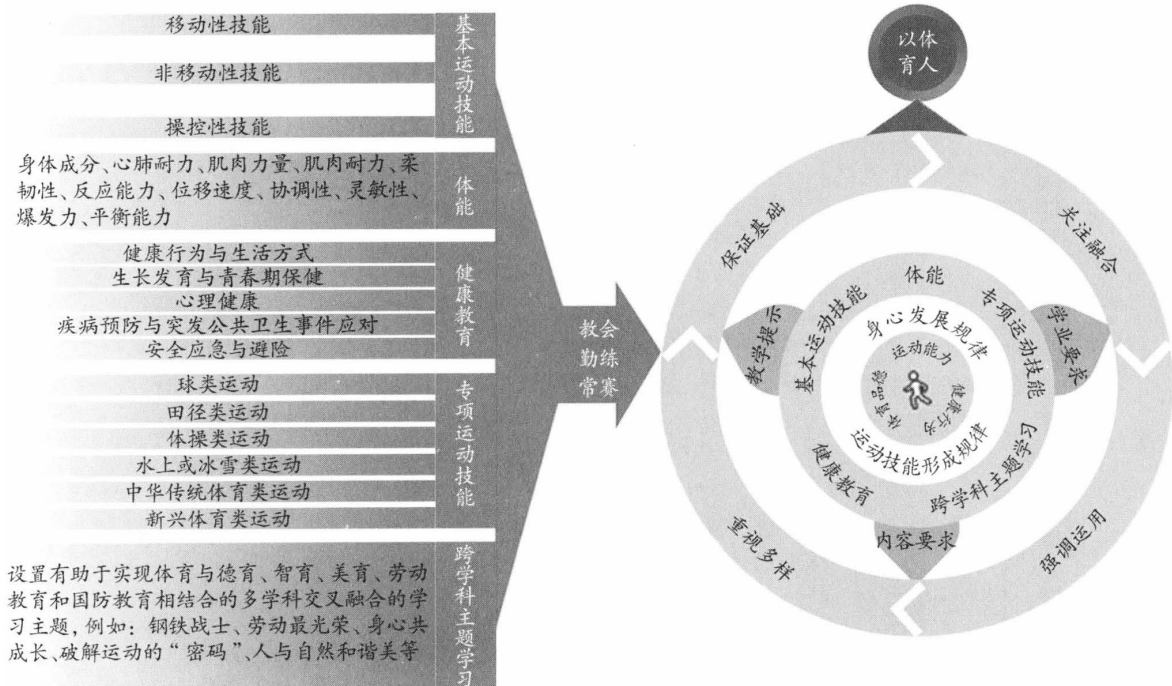 移动性技能
非移动性技能
操控性技能
基本运动技能
身体成分、心肺耐力、肌肉力量、肌肉耐力、柔
韧性、反应能力、位移速度、协调性、灵敏性、
爆发力、平衡能力
体能
健康行为与生活方式
生长发育与青春期保健
心理健康
疾病预防与突发公共卫生事件应对
安全应急与避险
健康教育
球类运动
田径类运动
体操类运动
水上或冰雪类运动
中华传统体育类运动
新兴体育类运动
专项运动技能
设置有助于实现体育与德育、智育、美育、劳动
教育和国防教育相结合的多学科交叉融合的学
习主题，例如：钢铁战士、劳动最光荣、身心共
成长、破解运动的“密码”、人与自然和谐美等
跨学科主题学习
教会
勤练
常赛
以体
育人
保证基础
关注融合
强调运用
重视多样
教学提示
学业要求
内容要求
基本运动技能
体能
专项运动技能
跨学科主题学习
健康教育
身心发展规律
运动技能形成规律
运动能力
健康行为
体育品德